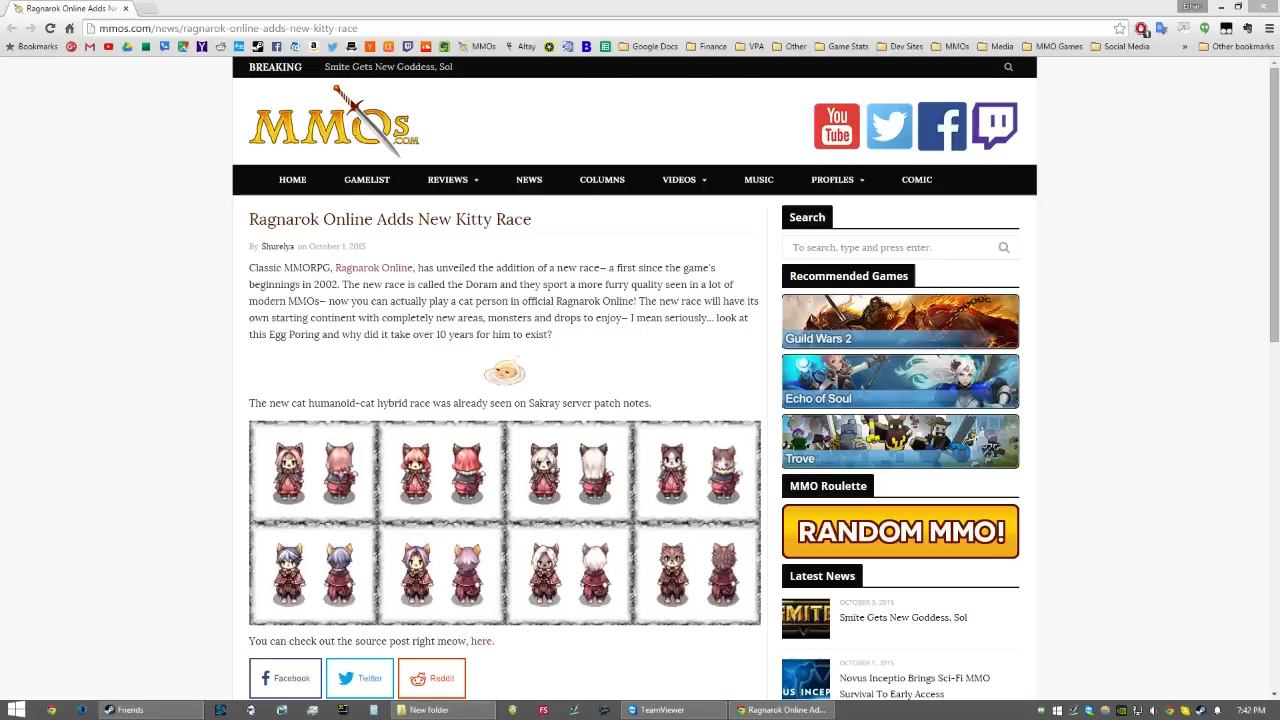 Ragnarok Online Adds N
Ethan
mmos.com/news/ragnarok-online-adds-new-kitty-race
Bookmarks
MMOs
Altay
Google Docs
Finance
VPA
Stat Sites
Dev Sites
MMOs
Social Media
MMO Games
»
Other bookmarks
BREAKING
Smite Gets New Goddess, Sol
MMOs.COM
You
Tube
HOME
GAMELIST
REVIEWS
NEWS
COLUMNS
VIDEOS
MUSIC
PROFILES
COMIC
Ragnarok Online Adds New Kitty Race
By Shurelya on October 1, 2015
Classic MMORPG, Ragnarok Online, has unveiled the addition of a new race– a first since the game's
beginnings in 2002. The new race is called the Doram and they sport a more furry quality seen in a lot of
modern MMOs– now you can actually play a cat person in official Ragnarok Online! The new race will have its
own starting continent with completely new areas, monsters and drops to enjoy– I mean seriously... look at
this Egg Poring and why did it take over 10 years for him to exist?
The new cat humanoid-cat hybrid race was already seen on Sakray server patch notes.
You can check out the source post right meow, here.
Facebook
Twitter
Reddit
Search
To search, type and press enter.
Recommended Games
Guild Wars 2
Echo of Soul
Trove
MMO Roulette
RANDOM MMO!
Latest News
SMITE
OCTOBER 5, 2015
Smite Gets New Goddess, Sol
OCTOBER 5, 2015
Novus Inceptio Brings Sci-Fi MMO
Survival To Early Access
Friends
New folder
FS
TeamViewer
Ragnarok Online Ad...
5:42 PM